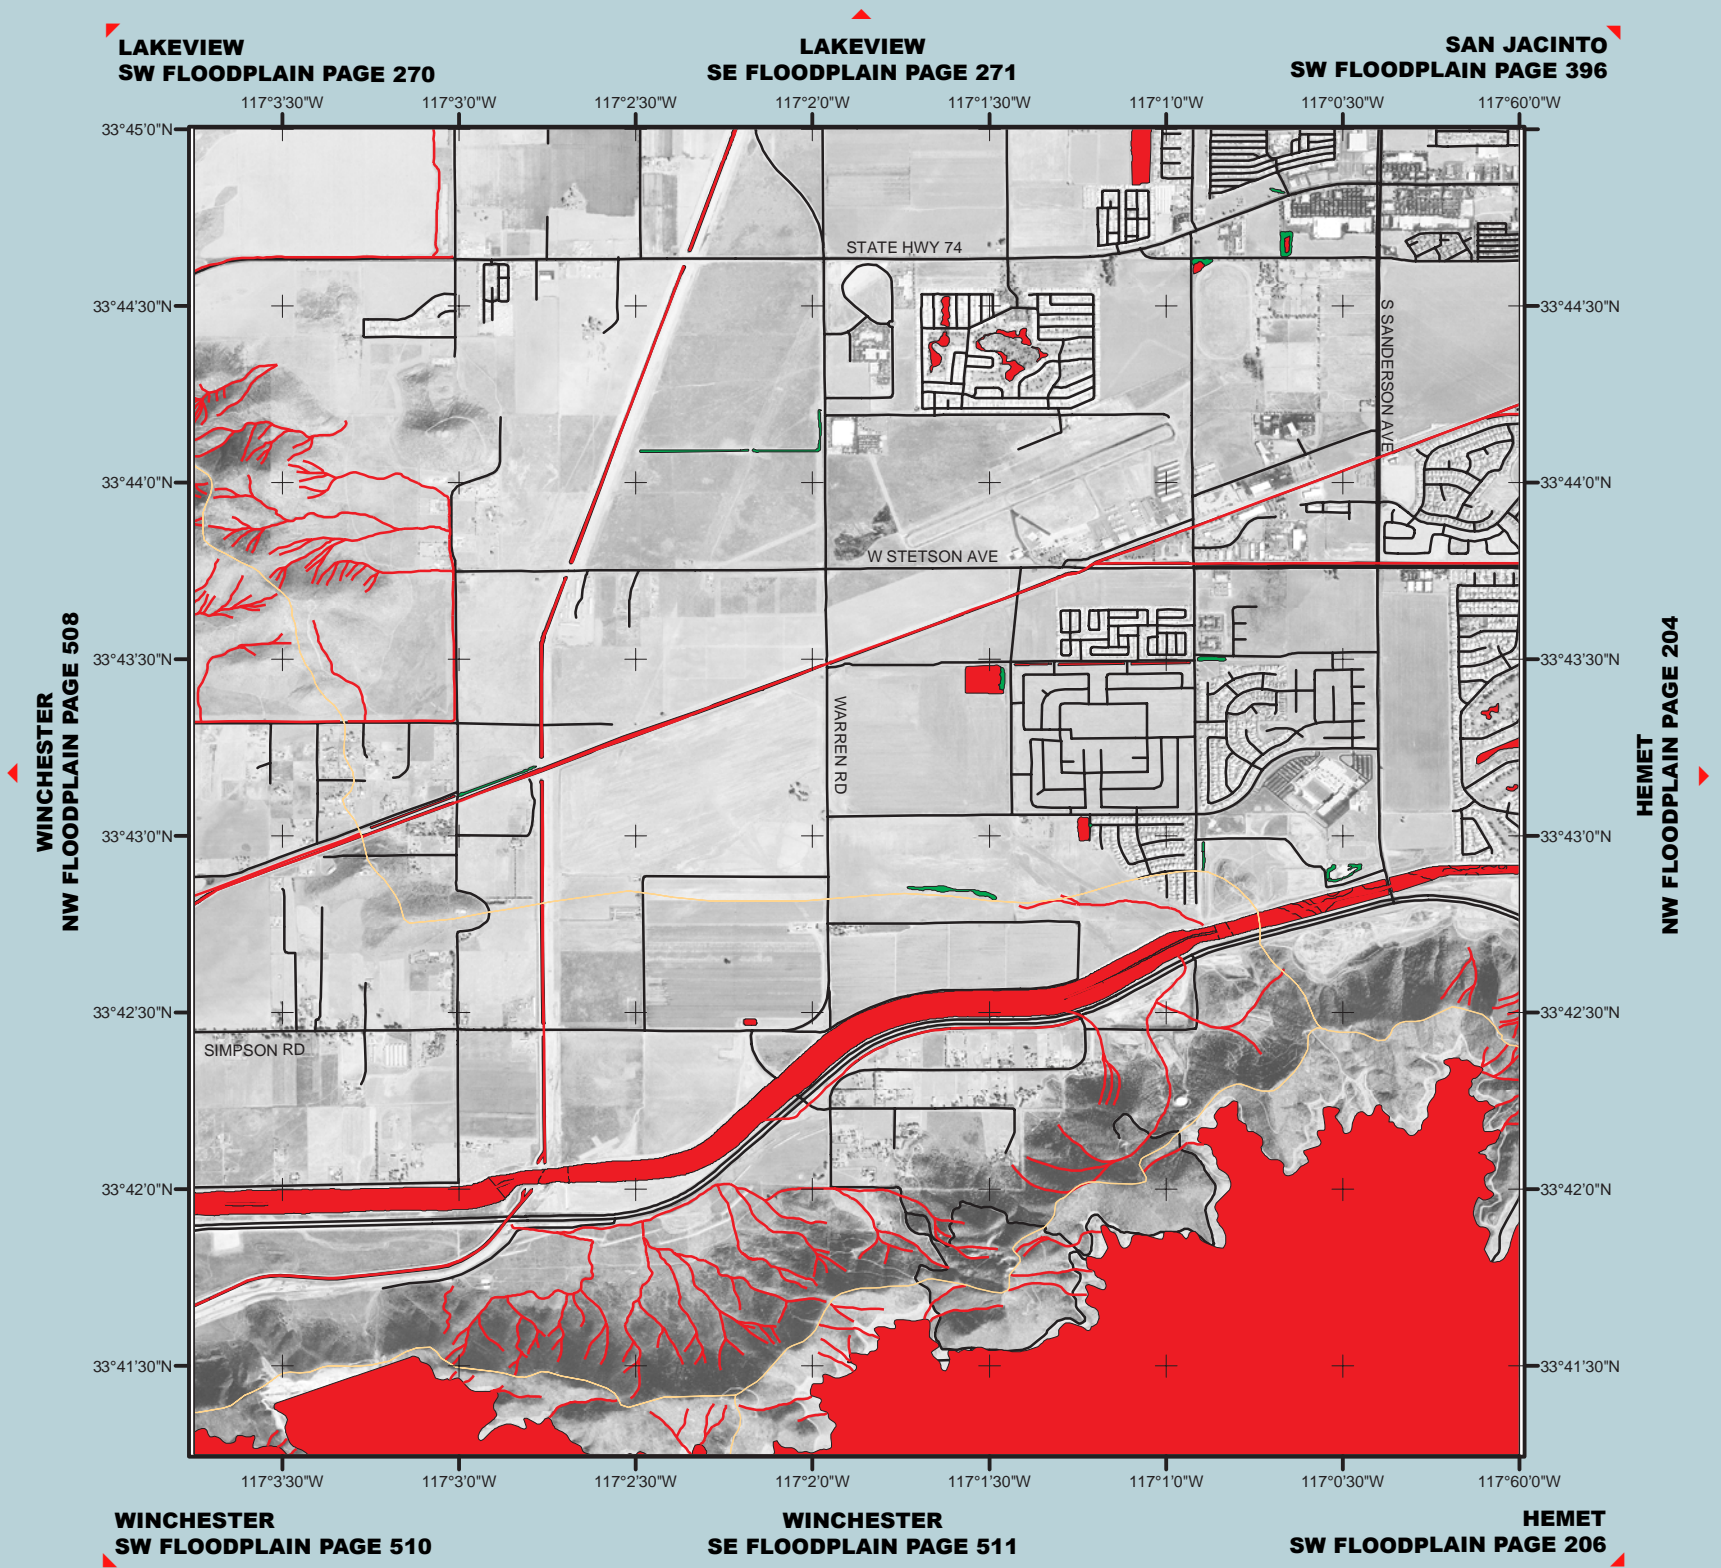 LAKEVIEW
SW FLOODPLAIN PAGE 270
LAKEVIEW
SE FLOODPLAIN PAGE 271
SAN JACINTO
SW FLOODPLAIN PAGE 396
117°3'30"W
117°3'0"W
117°2'30"W
117°2'0"W
117°1'30"W
117°1'0"W
117°0'30"W
117°60'0"W
33°45'0"N
STATE HWY 74
33°44'30"N
33°44'30"N
S SANDERSON AVE
33°44'0"N
33°44'0"N
W STETSON AVE
33°43'30"N
33°43'30"N
WINCHESTER
NW FLOODPLAIN PAGE 508
WARREN RD
HEMET
NW FLOODPLAIN PAGE 204
33°43'0"N
33°43'0"N
33°42'30"N
33°42'30"N
SIMPSON RD
33°42'0"N
33°42'0"N
33°41'30"N
33°41'30"N
117°3'30"W
117°3'0"W
117°2'30"W
117°2'0"W
117°1'30"W
117°1'0"W
117°0'30"W
117°60'0"W
WINCHESTER
SW FLOODPLAIN PAGE 510
WINCHESTER
SE FLOODPLAIN PAGE 511
HEMET
SW FLOODPLAIN PAGE 206